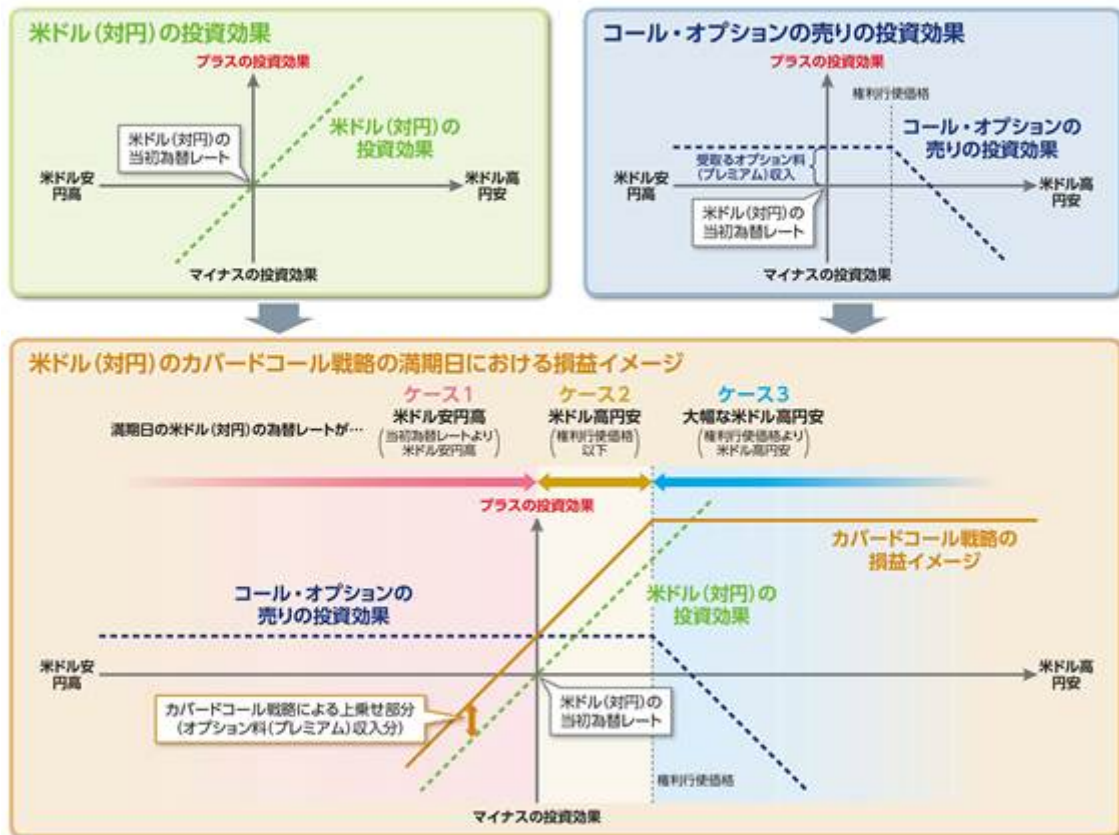 米ドル(対円)の投資効果
プラスの投資効果
米ドル(対円)の
当初為替レート
米ドル(対円)の
投資効果
米ドル安
円高
米ドル高
円安
マイナスの投資効果
コール・オプションの売りの投資効果
プラスの投資効果
権利行使価格
コール・オプションの
売りの投資効果
受取るオプション料
(プレミアム)収入
米ドル安
円高
米ドル高
円安
米ドル(対円)の
当初為替レート
マイナスの投資効果
米ドル(対円)のカバードコール戦略の満期日における損益イメージ
満期日の米ドル(対円)の為替レートが…
ケース1
米ドル安円高
(当初為替レートより
米ドル安円高)
ケース2
米ドル高円安
(権利行使価格
以下)
ケース3
大幅な米ドル高円安
(権利行使価格より
米ドル高円安)
プラスの投資効果
カバードコール戦略の
損益イメージ
コール・オプションの
売りの投資効果
米ドル(対円)の
投資効果
米ドル安
円高
米ドル高
円安
カバードコール戦略による上乗せ部分
(オプション料(プレミアム)収入分)
米ドル(対円)の
当初為替レート
権利行使価格
マイナスの投資効果